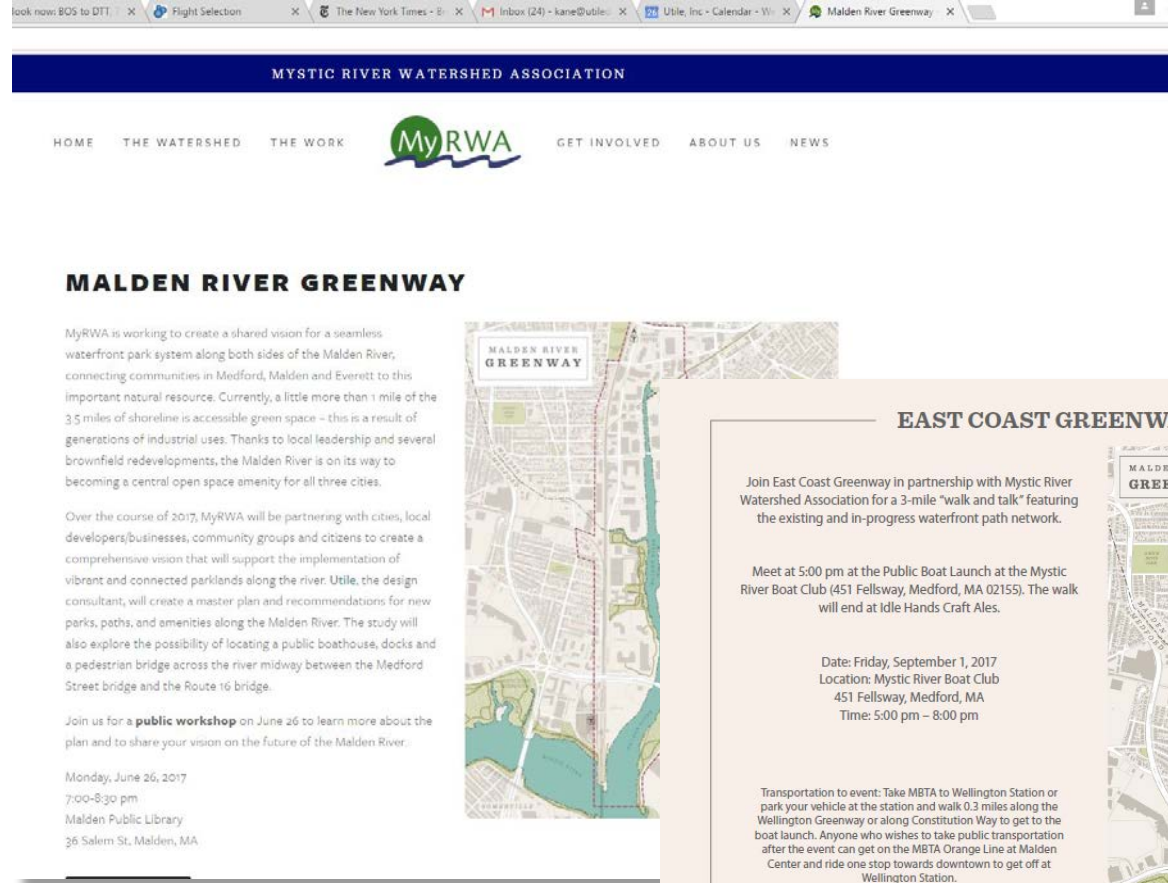 look now: BOS to DTT,
Flight Selection
The New York Times - Br
Inbox (24) - kane@utiled
26 Utile, Inc - Calendar - We
Malden River Greenway -
MYSTIC RIVER WATERSHED ASSOCIATION
HOME THE WATERSHED THE WORK MyRWA GET INVOLVED ABOUT US NEWS
MALDEN RIVER GREENWAY
MyRWA is working to create a shared vision for a seamless
waterfront park system along both sides of the Malden River,
connecting communities in Medford, Malden and Everett to this
important natural resource. Currently, a little more than 1 mile of the
3.5 miles of shoreline is accessible green space – this is a result of
generations of industrial uses. Thanks to local leadership and several
brownfield redevelopments, the Malden River is on its way to
becoming a central open space amenity for all three cities.
Over the course of 2017, MyRWA will be partnering with cities, local
developers/businesses, community groups and citizens to create a
comprehensive vision that will support the implementation of
vibrant and connected parklands along the river. Utile, the design
consultant, will create a master plan and recommendations for new
parks, paths, and amenities along the Malden River. The study will
also explore the possibility of locating a public boathouse, docks and
a pedestrian bridge across the river midway between the Medford
Street bridge and the Route 16 bridge.
Join us for a public workshop on June 26 to learn more about the
plan and to share your vision on the future of the Malden River.
Monday, June 26, 2017
7:00-8:30 pm
Malden Public Library
36 Salem St, Malden, MA
MALDEN RIVER
GREENWAY
EAST COAST GREENWA
Join East Coast Greenway in partnership with Mystic River
Watershed Association for a 3-mile “walk and talk” featuring
the existing and in-progress waterfront path network.
Meet at 5:00 pm at the Public Boat Launch at the Mystic
River Boat Club (451 Fellsway, Medford, MA 02155). The walk
will end at Idle Hands Craft Ales.
Date: Friday, September 1, 2017
Location: Mystic River Boat Club
451 Fellsway, Medford, MA
Time: 5:00 pm – 8:00 pm
Transportation to event: Take MBTA to Wellington Station or
park your vehicle at the station and walk 0.3 miles along the
Wellington Greenway or along Constitution Way to get to the
boat launch. Anyone who wishes to take public transportation
after the event can get on the MBTA Orange Line at Malden
Center and ride one stop towards downtown to get off at
Wellington Station.
MALDE
GREE
MALDEN
MEDFORD